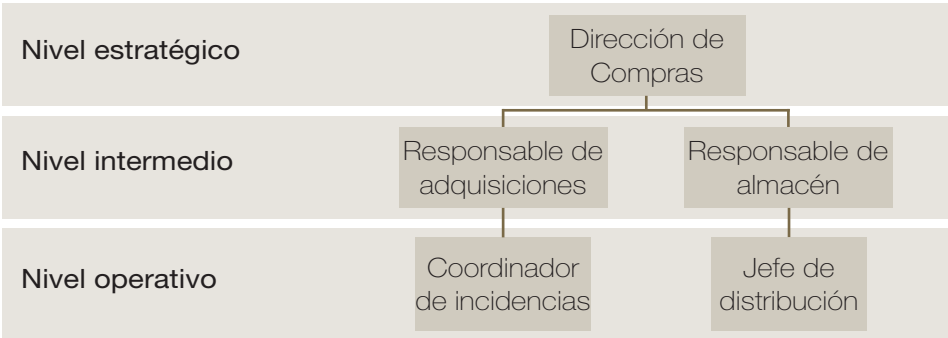 Nivel estratégico
Dirección de
Compras
Nivel intermedio
Responsable de
adquisiciones
Responsable de
almacén
Nivel operativo
Coordinador
de incidencias
Jefe de
distribución